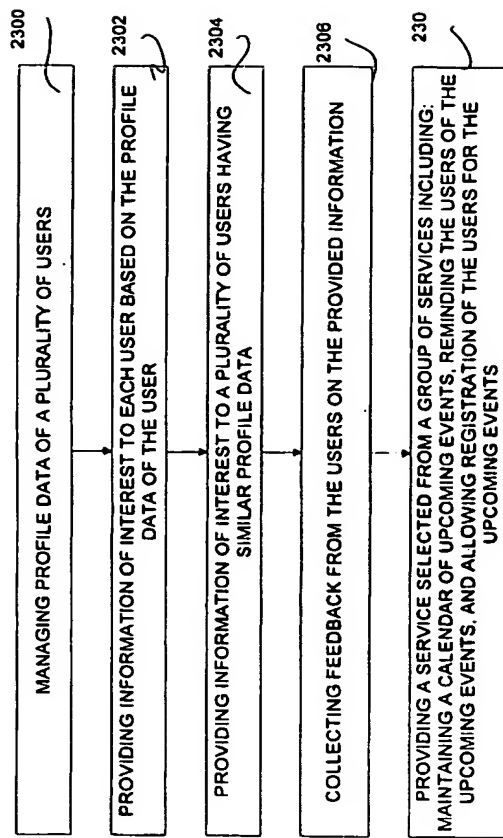 2300
MANAGING PROFILE DATA OF A PLURALITY OF USERS
2302
PROVIDING INFORMATION OF INTEREST TO EACH USER BASED ON THE PROFILE
DATA OF THE USER
2304
PROVIDING INFORMATION OF INTEREST TO A PLURALITY OF USERS HAVING
SIMILAR PROFILE DATA
2306
COLLECTING FEEDBACK FROM THE USERS ON THE PROVIDED INFORMATION
230
PROVIDING A SERVICE SELECTED FROM A GROUP OF SERVICES INCLUDING:
MAINTAINING A CALENDAR OF UPCOMING EVENTS, REMINDING THE USERS OF THE
UPCOMING EVENTS, AND ALLOWING REGISTRATION OF THE USERS FOR THE
UPCOMING EVENTS